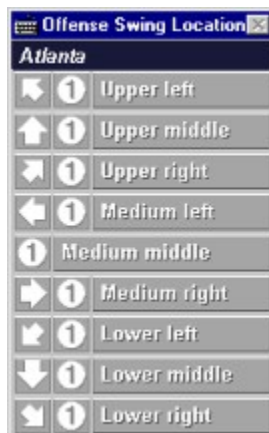 Offense Swing Location
Atlanta
1 Upper left
1 Upper middle
1 Upper right
1 Medium left
1 Medium middle
1 Medium right
1 Lower left
1 Lower middle
1 Lower right